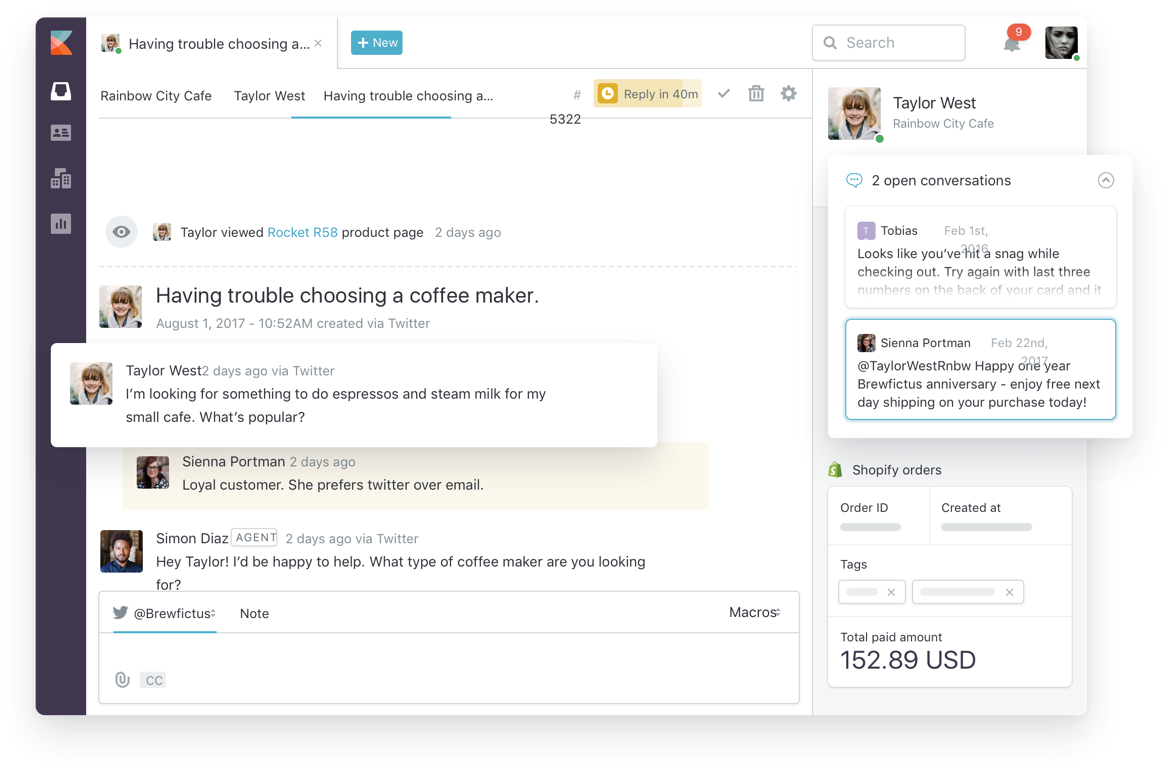 Having trouble choosing a... ×
+ New
Search
9
Rainbow City Cafe Taylor West Having trouble choosing a...
# 5322
Reply in 40m
Taylor West
Rainbow City Cafe
Taylor viewed Rocket R58 product page 2 days ago
Having trouble choosing a coffee maker.
August 1, 2017 - 10:52AM created via Twitter
Taylor West 2 days ago via Twitter
I’m looking for something to do espressos and steam milk for my
small cafe. What’s popular?
Sienna Portman 2 days ago
Loyal customer. She prefers twitter over email.
Simon Diaz AGENT 2 days ago via Twitter
Hey Taylor! I’d be happy to help. What type of coffee maker are you looking
for?
@Brewfictus Note Macros
CC
2 open conversations
T Tobias Feb 1st,
2016
Looks like you’ve hit a snag while
checking out. Try again with last three
numbers on the back of your card and it
Sienna Portman Feb 22nd,
2017
@TaylorWestRnbw Happy one year
Brewfictus anniversary - enjoy free next
day shipping on your purchase today!
Shopify orders
Order ID Created at
Tags
Total paid amount
152.89 USD